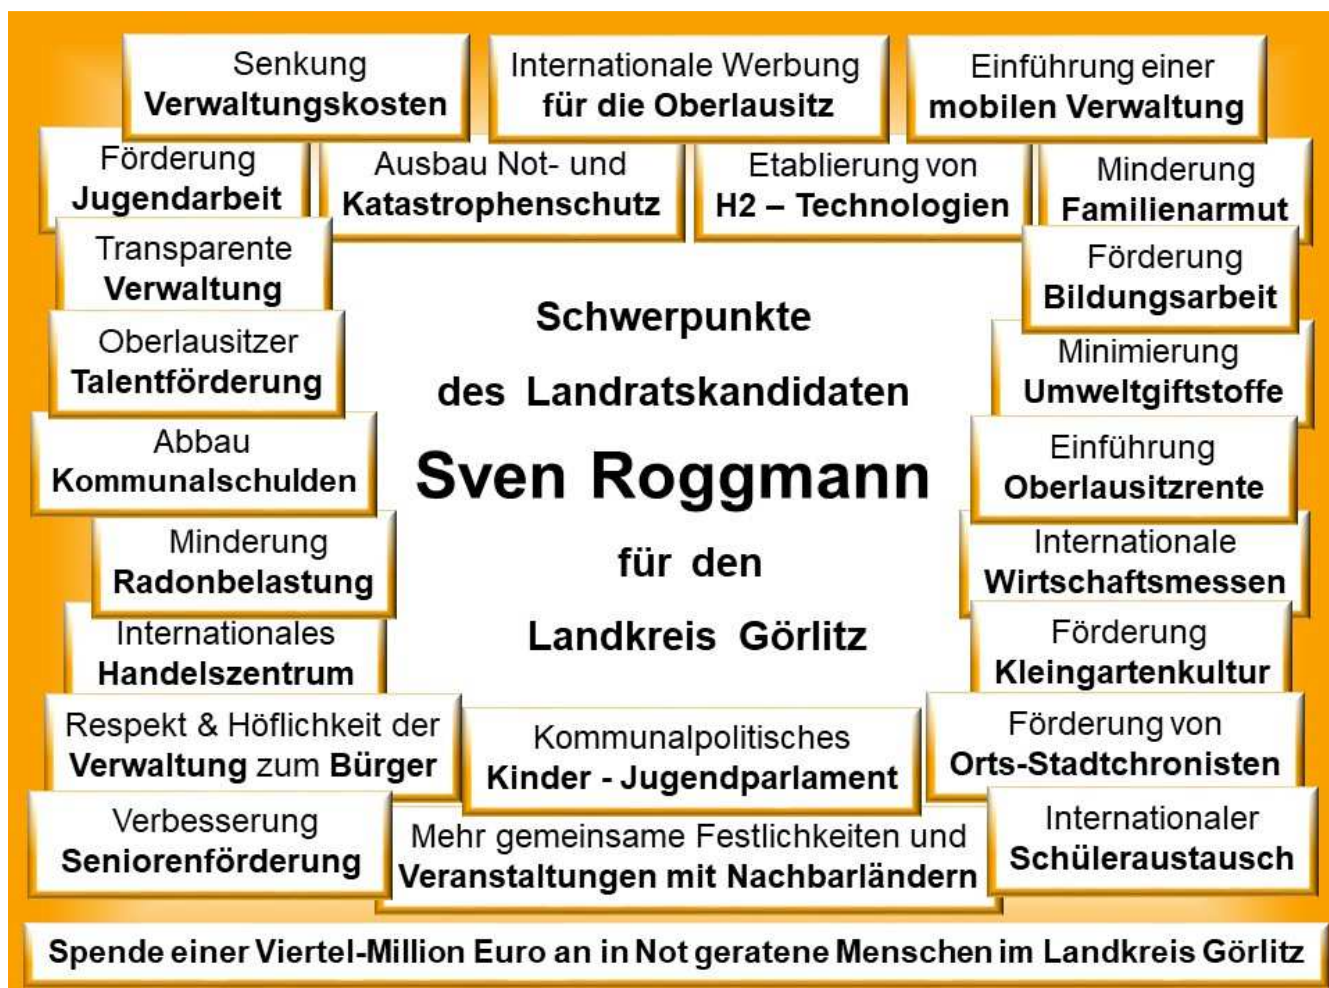 Senkung
Verwaltungskosten
Internationale Werbung
für die Oberlausitz
Einführung einer
mobilen Verwaltung
Förderung
Jugendarbeit
Ausbau Not- und
Katastrophenschutz
Etablierung von
H2 – Technologien
Minderung
Familienarmut
Transparente
Verwaltung
Förderung
Bildungsarbeit
Oberlausitzer
Talentförderung
Minimierung
Umweltgiftstoffe
Abbau
Kommunalschulden
Einführung
Oberlausitzrente
Minderung
Radonbelastung
Internationale
Wirtschaftsmessen
Internationales
Handelszentrum
Förderung
Kleingartenkultur
Schwerpunkte
des Landratskandidaten
Sven Roggmann
für den
Landkreis Görlitz
Respekt & Höflichkeit der
Verwaltung zum Bürger
Kommunalpolitisches
Kinder - Jugendparlament
Förderung von
Orts-Stadtchronisten
Verbesserung
Seniorenförderung
Mehr gemeinsame Festlichkeiten und
Veranstaltungen mit Nachbarländern
Internationaler
Schüleraustausch
Spende einer Viertel-Million Euro an in Not geratene Menschen im Landkreis Görlitz